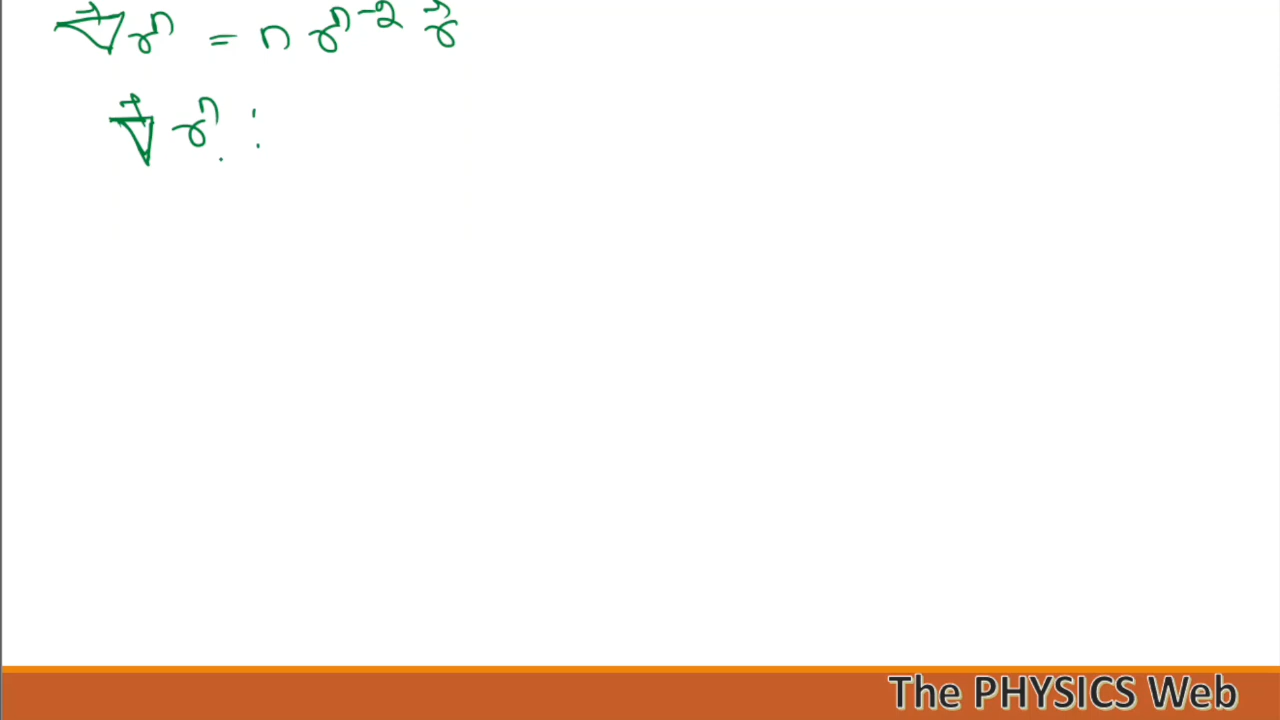 ∇⃗ rⁿ = n rⁿ⁻² r⃗
∇⃗ rⁿ :
The PHYSICS Web